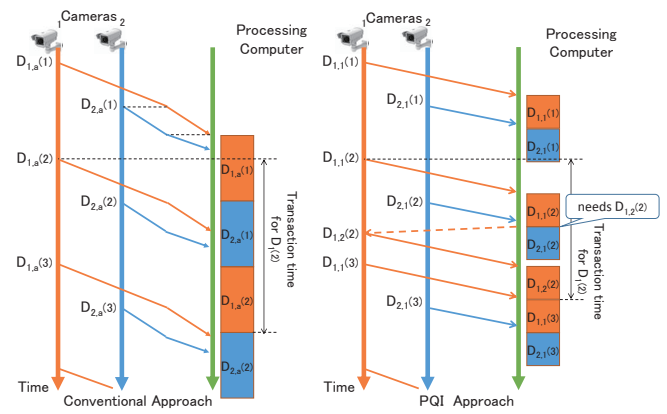 Cameras
1
2
Processing
Computer
D1,a(1)
D2,a(1)
D1,a(2)
D2,a(2)
D1,a(3)
D2,a(3)
D1,a(1)
D2,a(1)
D1,a(2)
D2,a(2)
Transaction time
for D1(2)
Time
Conventional Approach
Cameras
1
2
Processing
Computer
D1,1(1)
D2,1(1)
D1,1(2)
D2,1(2)
D1,2(2)
D1,1(3)
D2,1(3)
D1,1(1)
D2,1(1)
D1,1(2)
D2,1(2)
D1,2(2)
D1,1(3)
D2,1(3)
needs D1,2(2)
Transaction time
for D1(2)
Time
PQI Approach